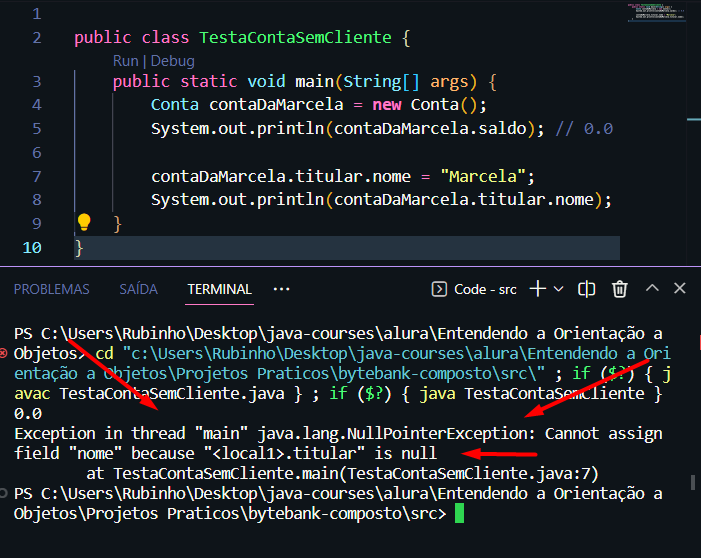 1
2 public class TestaContaSemCliente {
Run | Debug
3 public static void main(String[] args) {
4 Conta contaDaMarcela = new Conta();
5 System.out.println(contaDaMarcela.saldo); // 0.0
6
7 contaDaMarcela.titular.nome = "Marcela";
8 System.out.println(contaDaMarcela.titular.nome);
9 }
10 }
PROBLEMAS SAÍDA TERMINAL ··· Code - src
PS C:\Users\Rubinho\Desktop\java-courses\alura\Entendendo a Orientação a
Objetos> cd "c:\Users\Rubinho\Desktop\java-courses\alura\Entendendo a Ori
entação a Objetos\Projetos Praticos\bytebank-composto\src\" ; if ($?) { j
avac TestaContaSemCliente.java } ; if ($?) { java TestaContaSemCliente }
0.0
Exception in thread "main" java.lang.NullPointerException: Cannot assign
field "nome" because "<local1>.titular" is null
at TestaContaSemCliente.main(TestaContaSemCliente.java:7)
PS C:\Users\Rubinho\Desktop\java-courses\alura\Entendendo a Orientação a
Objetos\Projetos Praticos\bytebank-composto\src>